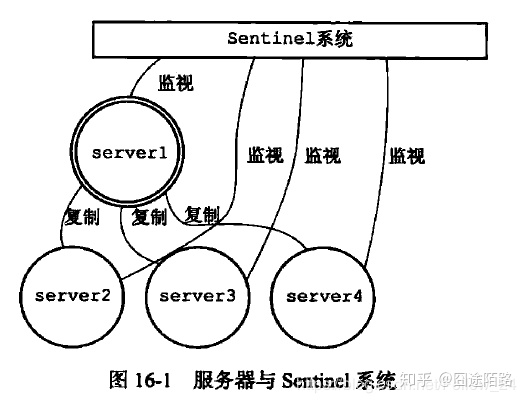 Sentinel系统
监视
server1
监视
监视
监视
复制
复制
复制
server2
server3
server4
图 16-1 服务器与 Sentinel 系统
知乎 @囧途陌路